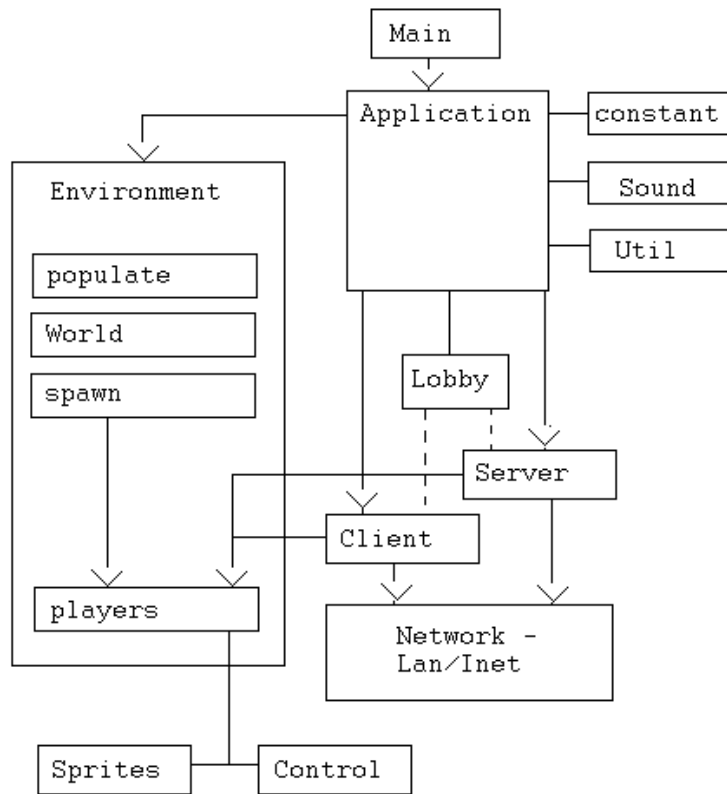 Main
Application
constant
Environment
Sound
Util
populate
World
Lobby
spawn
Server
Client
players
Network -
Lan/Inet
Sprites
Control